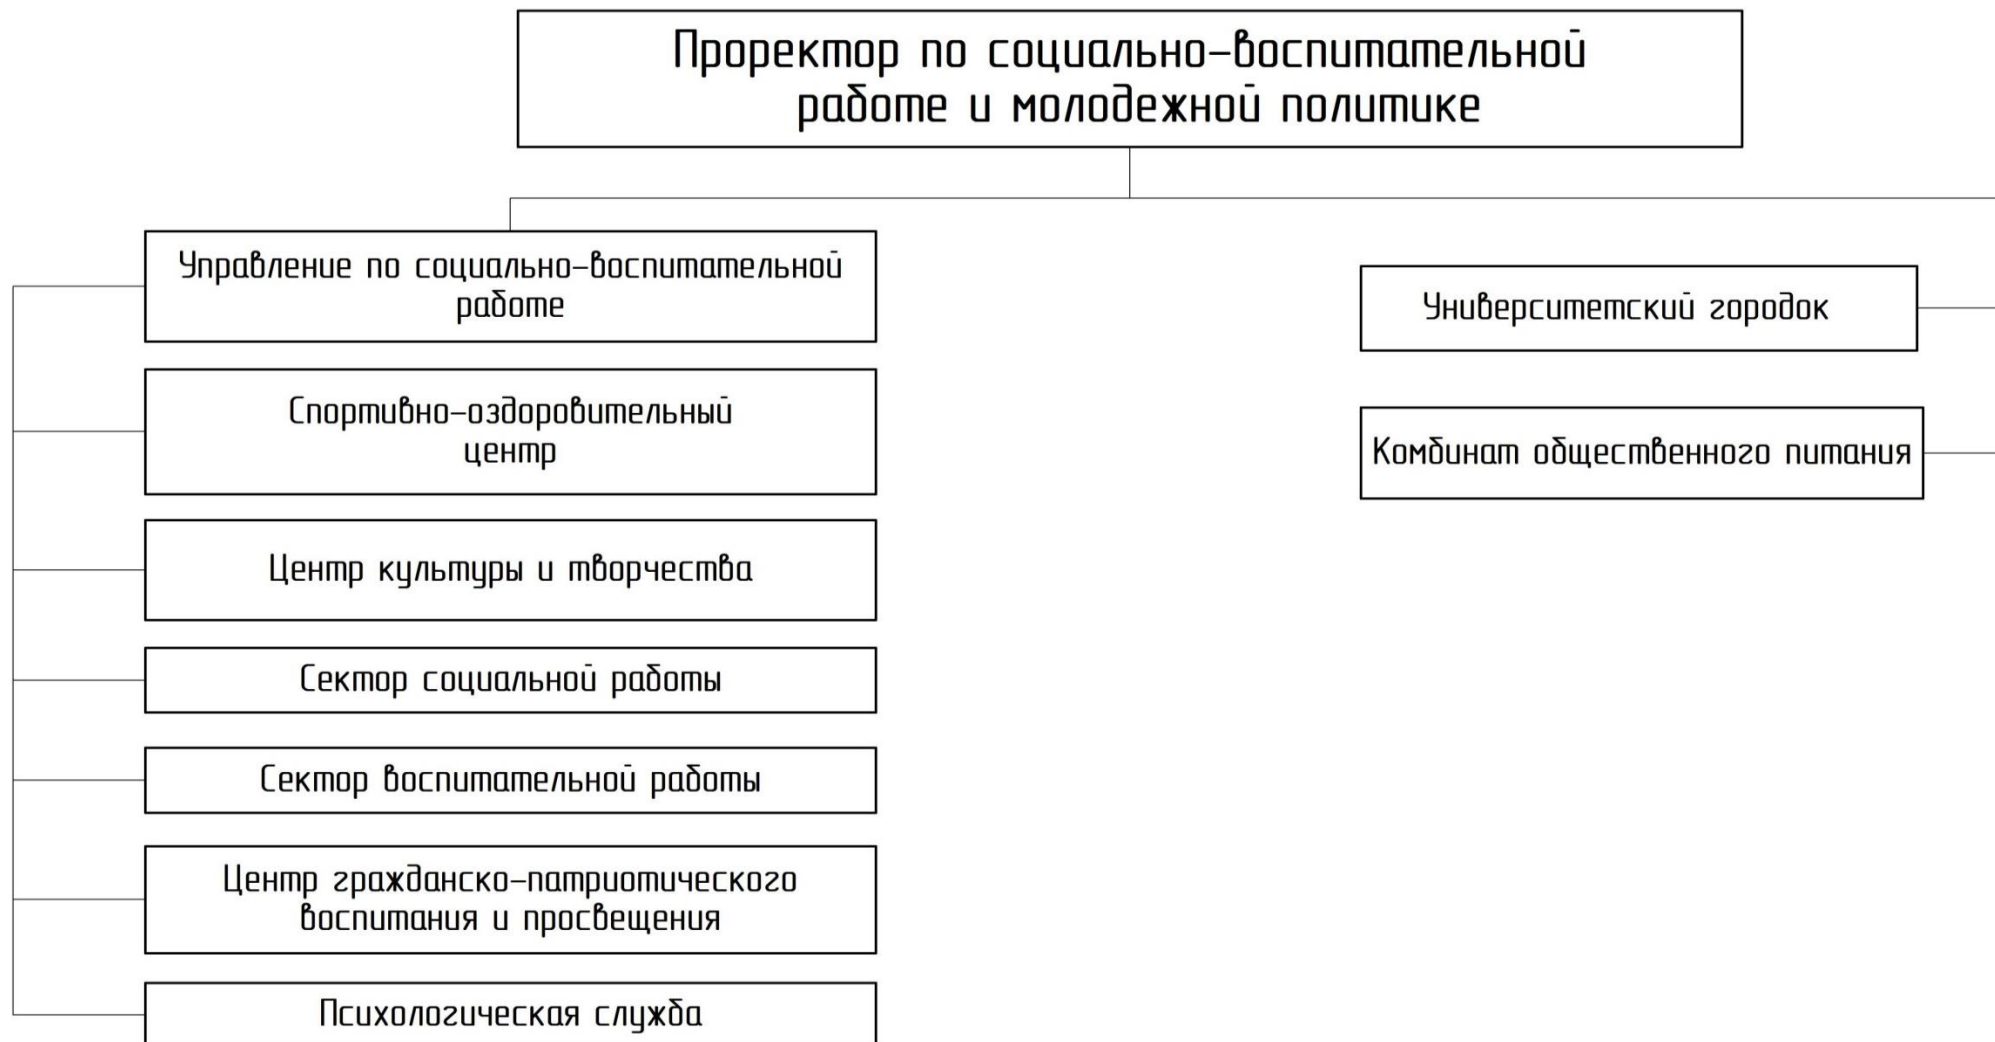 Проректор по социально-воспитательной
работе и молодежной политике
Управление по социально-воспитательной
работе
Спортивно-оздоровительный
центр
Центр культуры и творчества
Сектор социальной работы
Сектор воспитательной работы
Центр гражданско-патриотического
воспитания и просвещения
Психологическая служба
Университетский городок
Комбинат общественного питания